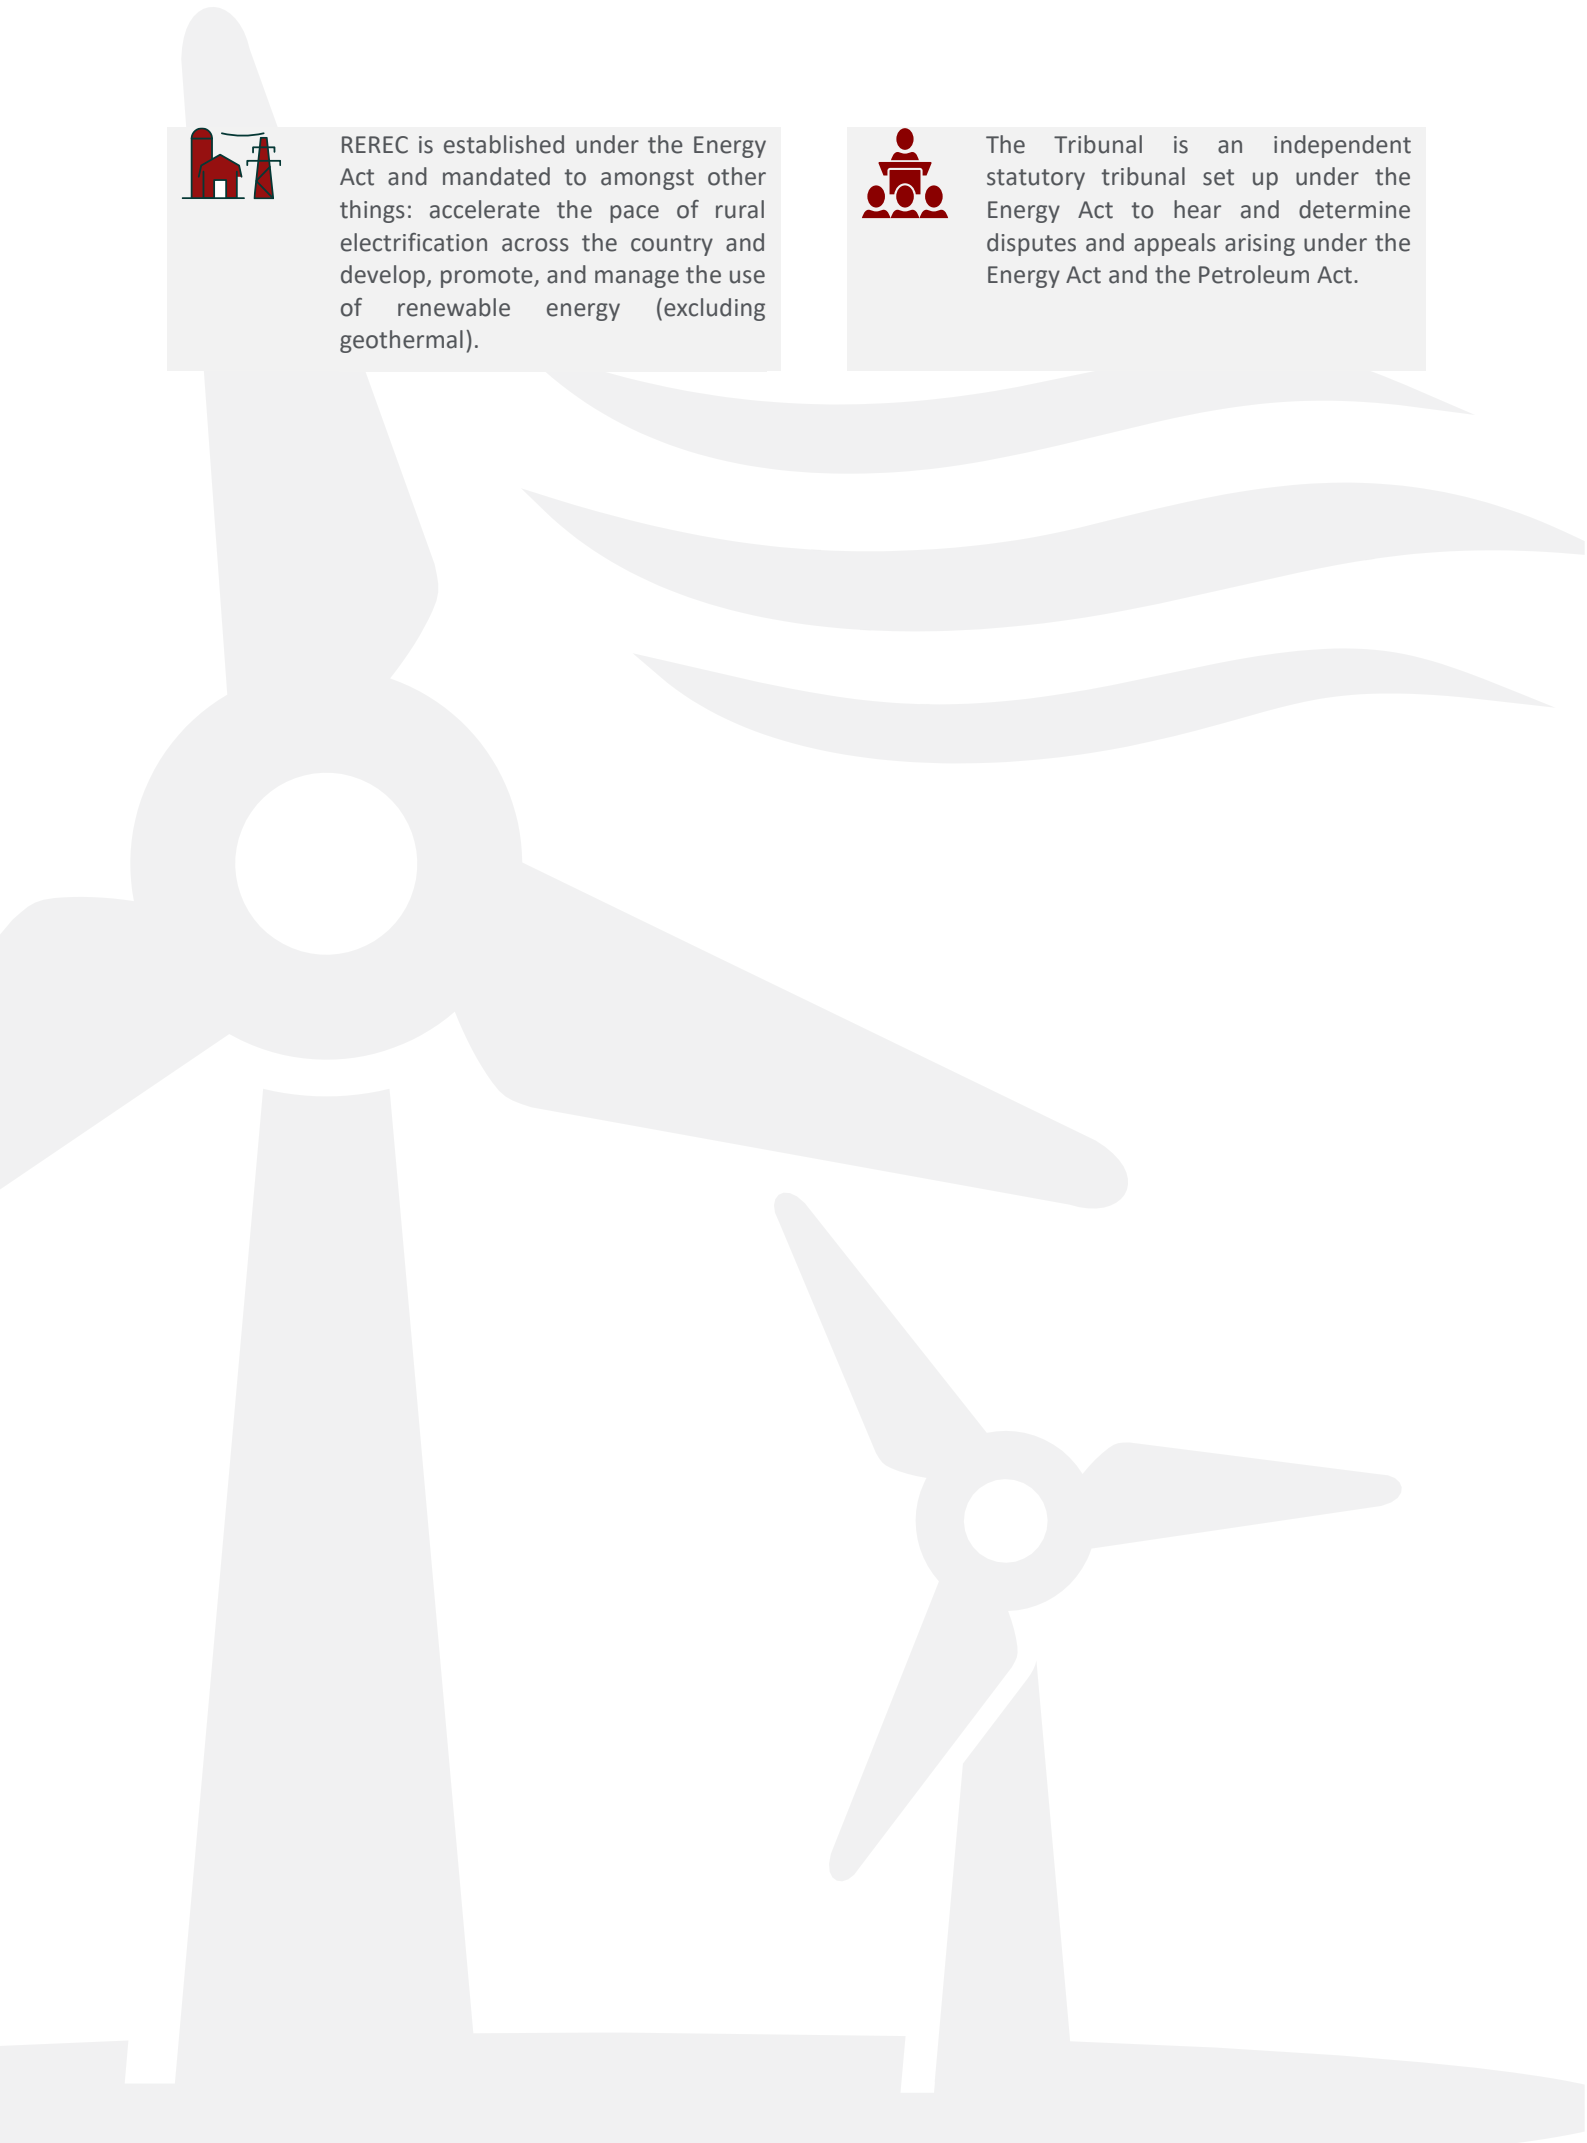 REREC is established under the Energy
Act and mandated to amongst other
things: accelerate the pace of rural
electrification across the country and
develop, promote, and manage the use
of renewable energy (excluding
geothermal).
The Tribunal is an independent
statutory tribunal set up under the
Energy Act to hear and determine
disputes and appeals arising under the
Energy Act and the Petroleum Act.